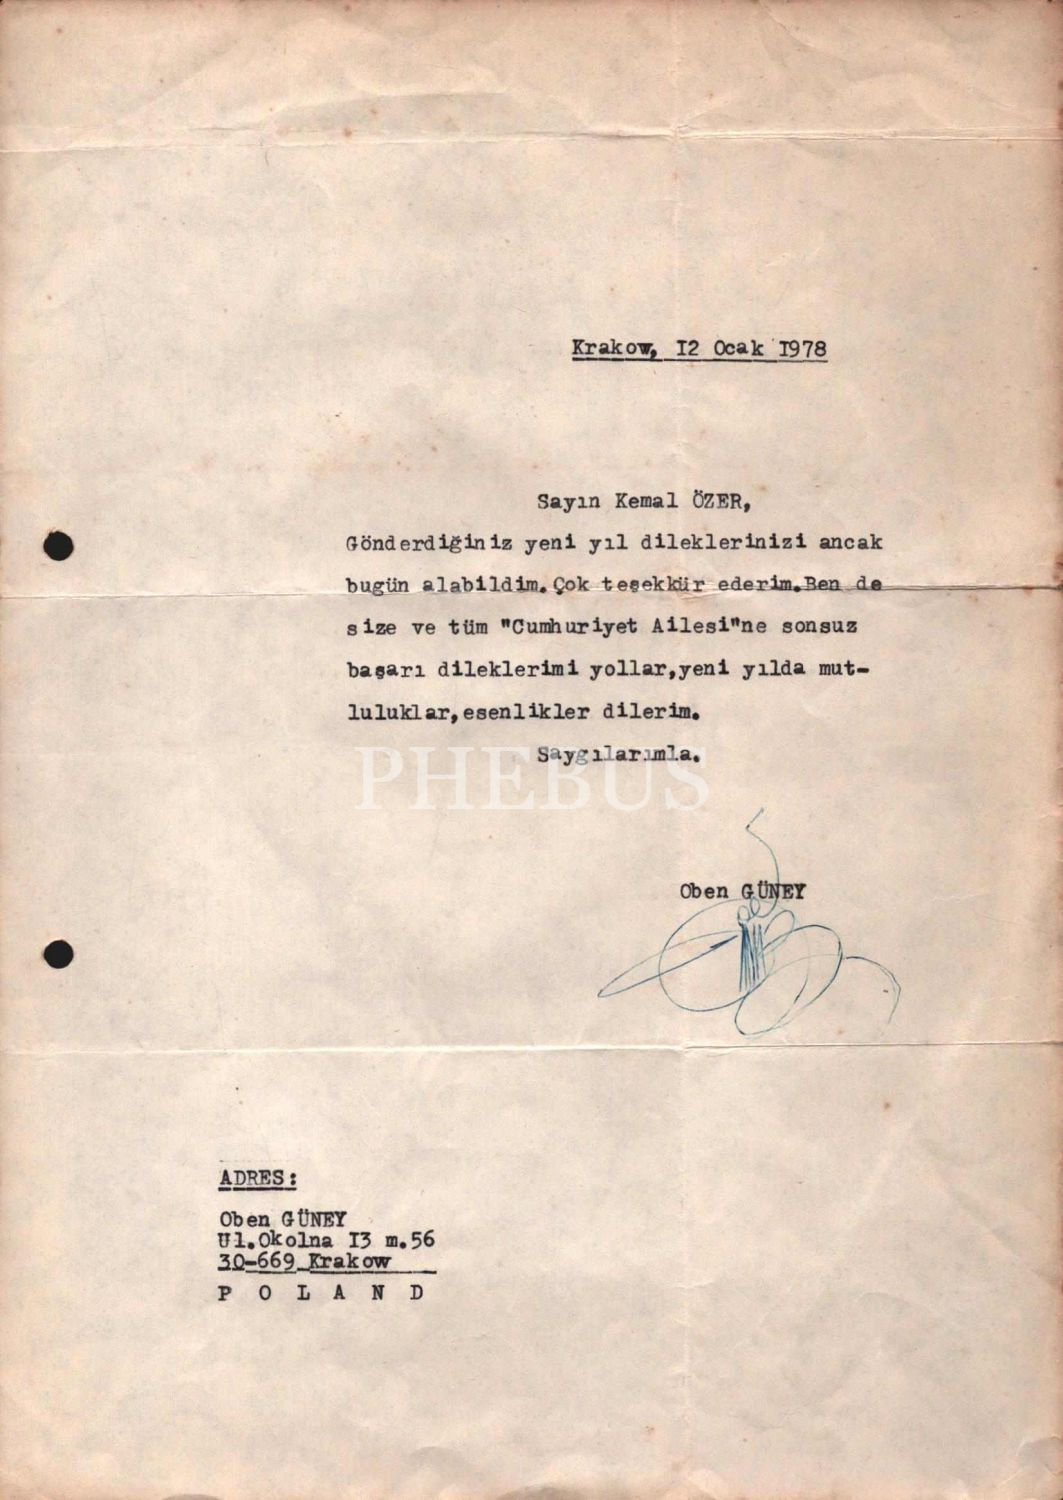 Krakow, I2 Ocak I978
Sayın Kemal ÖZER,
Gönderdiğiniz yeni yıl dileklerinizi ancak
bugün alabildim.Çok teşekkür ederim.Ben de
size ve tüm "Cumhuriyet Ailesi"ne sonsuz
başarı dileklerimi yollar,yeni yılda mut-
luluklar,esenlikler dilerim.
Saygılarımla.
PHEBUS
Oben GÜNEY
ADRES:
Oben GÜNEY
Ul.Okolna I3 m.56
30-669 Krakow
P O L A N D